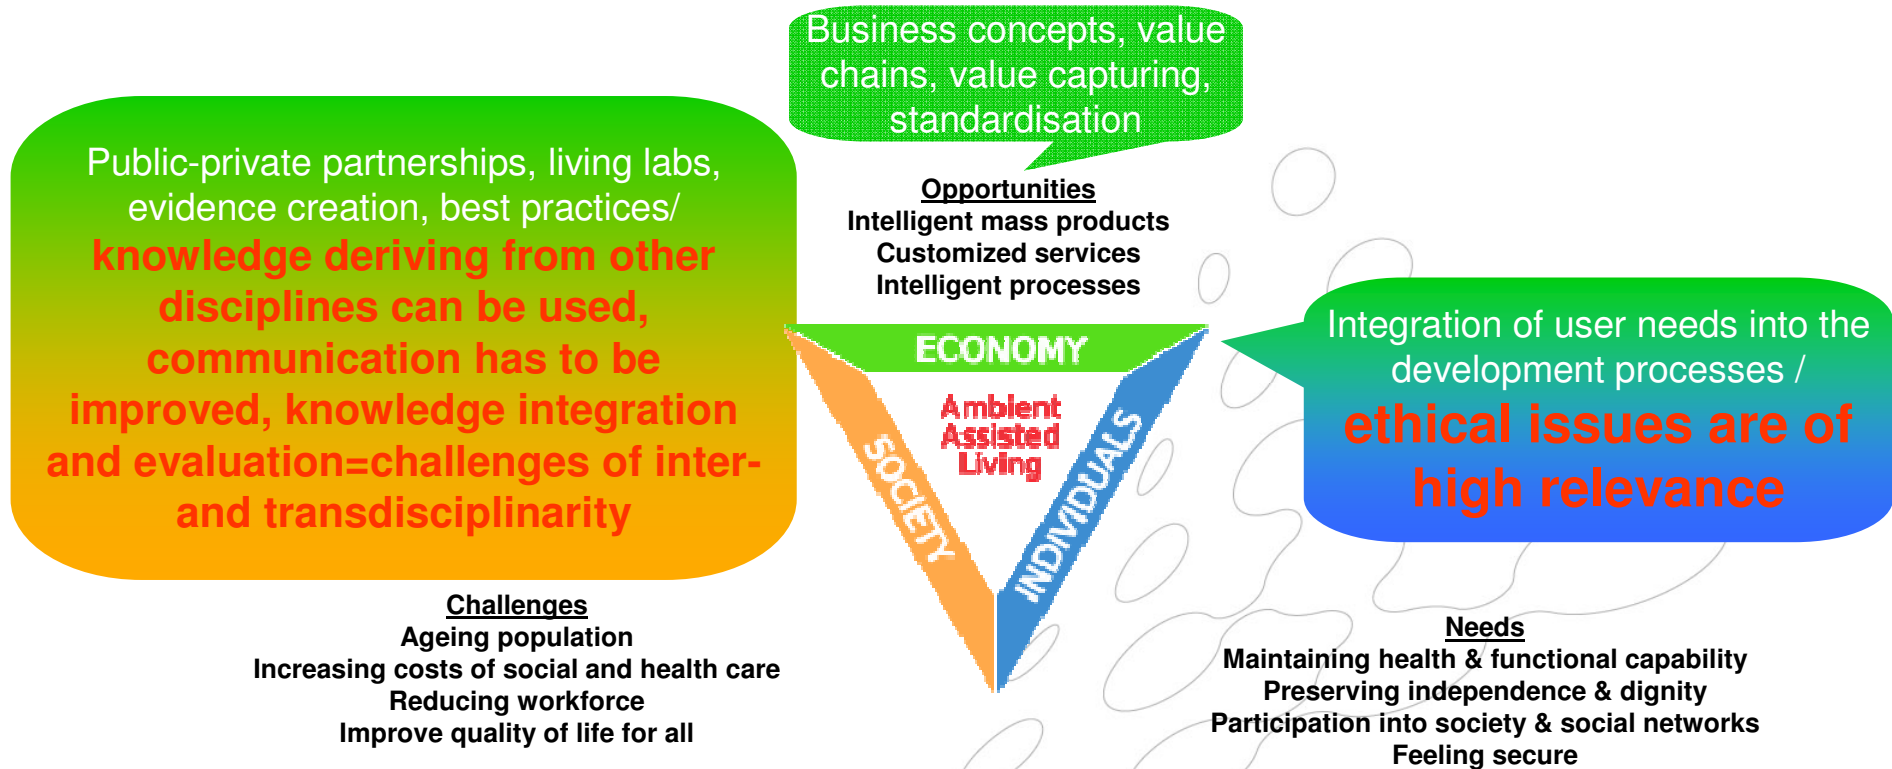 Business concepts, value
chains, value capturing,
standardisation
Public-private partnerships, living labs,
evidence creation, best practices/
knowledge deriving from other
disciplines can be used,
communication has to be
improved, knowledge integration
and evaluation=challenges of inter-
and transdisciplinarity
Opportunities
Intelligent mass products
Customized services
Intelligent processes
Integration of user needs into the
development processes /
ethical issues are of
high relevance
ECONOMY
Ambient
Assisted
Living
SOCIETY
INDIVIDUALS
Challenges
Ageing population
Increasing costs of social and health care
Reducing workforce
Improve quality of life for all
Needs
Maintaining health & functional capability
Preserving independence & dignity
Participation into society & social networks
Feeling secure